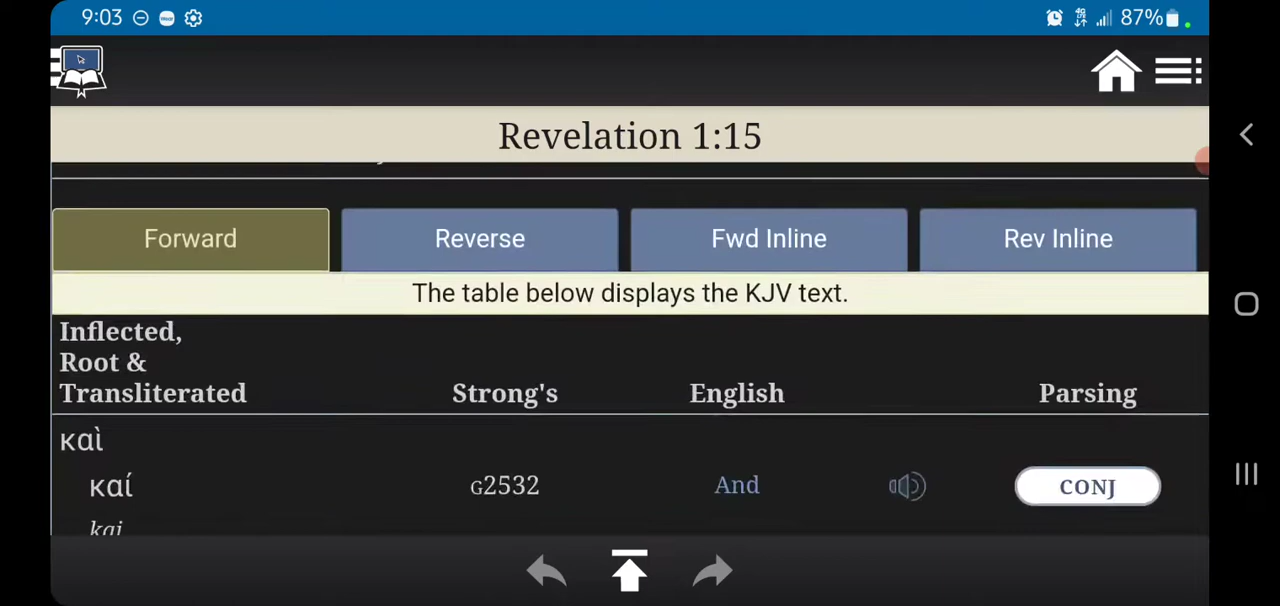 9:03
87%
Revelation 1:15
Forward
Reverse
Fwd Inline
Rev Inline
The table below displays the KJV text.
Inflected,
Root &
Transliterated
Strong's
English
Parsing
καὶ
καί
G2532
And
CONJ
kai